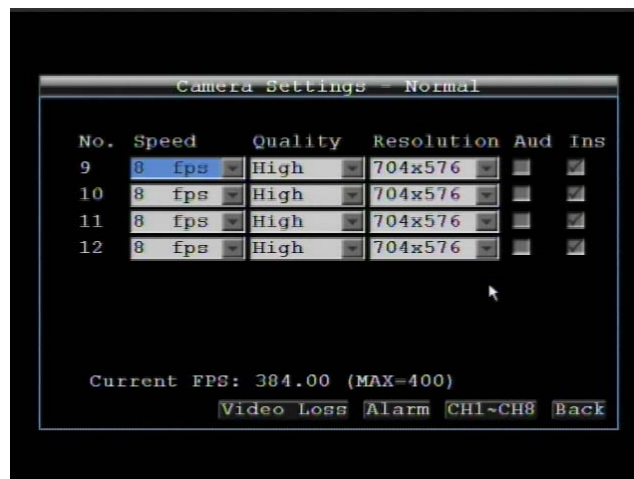 Camera Settings - Normal
No. Speed Quality Resolution Aud Ins
9 8 fps High 704x576
10 8 fps High 704x576
11 8 fps High 704x576
12 8 fps High 704x576
Current FPS: 384.00 (MAX=400)
Video Loss Alarm CH1~CH8 Back